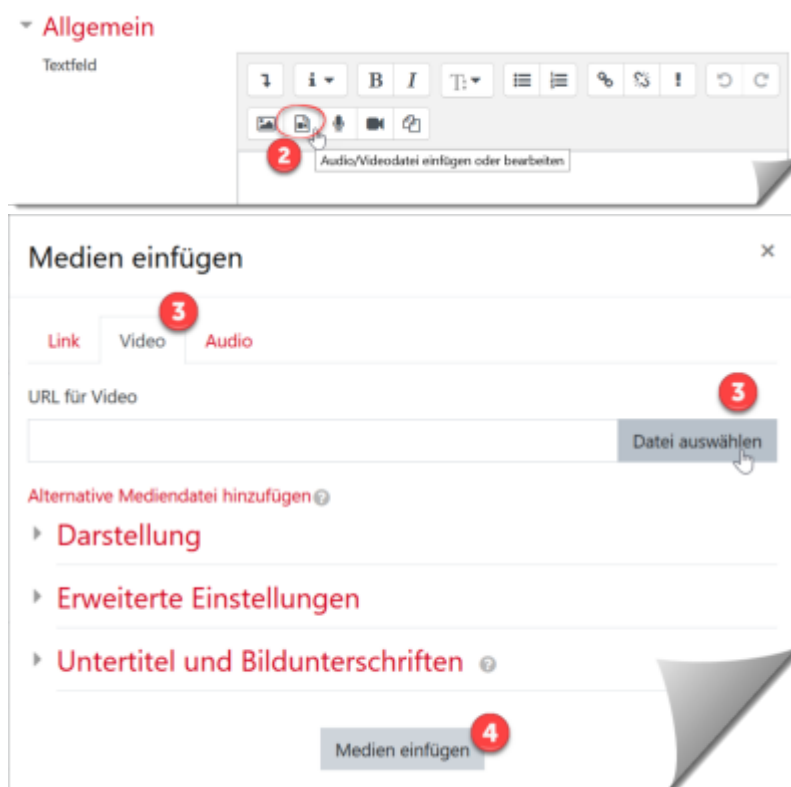 Allgemein
Textfeld
B I T
2
Audio/Videodatei einfügen oder bearbeiten
Medien einfügen
3
Link Video Audio
URL für Video
3
Datei auswählen
Alternative Mediendatei hinzufügen ?
Darstellung
Erweiterte Einstellungen
Untertitel und Bildunterschriften ?
Medien einfügen 4